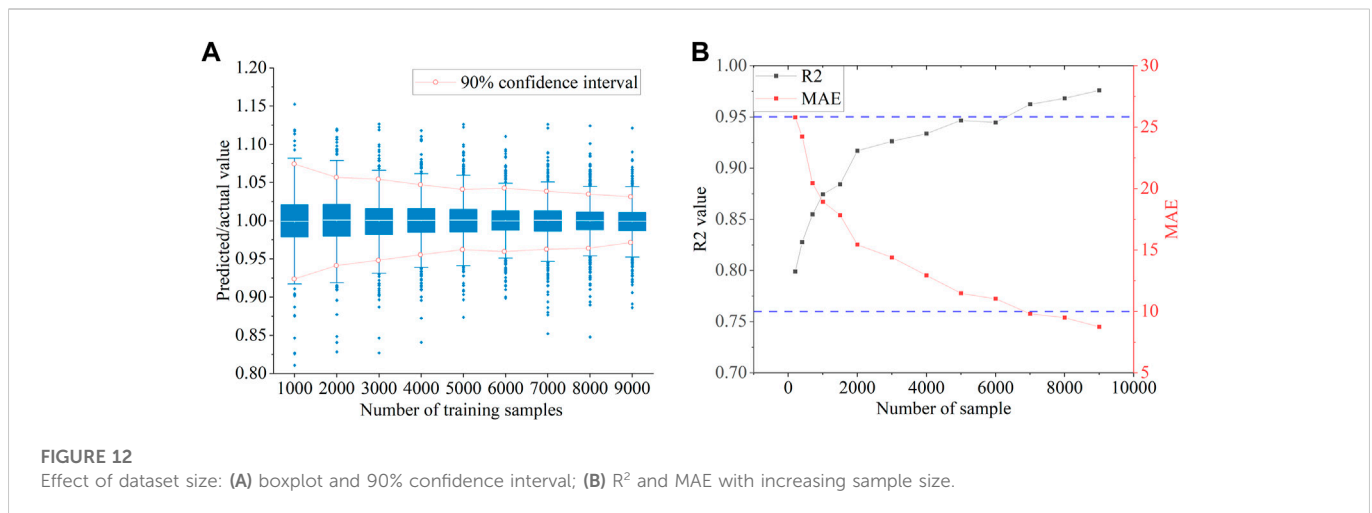 A
1.20
1.15
1.10
1.05
1.00
0.95
0.90
0.85
0.80
Predicted/actual value
90% confidence interval
1000 2000 3000 4000 5000 6000 7000 8000 9000
Number of training samples
B
1.00
0.95
0.90
0.85
0.80
0.75
0.70
R2 value
R2
MAE
30
25
20
15
10
5
MAE
0 2000 4000 6000 8000 10000
Number of sample
FIGURE 12
Effect of dataset size: (A) boxplot and 90% confidence interval; (B) R² and MAE with increasing sample size.